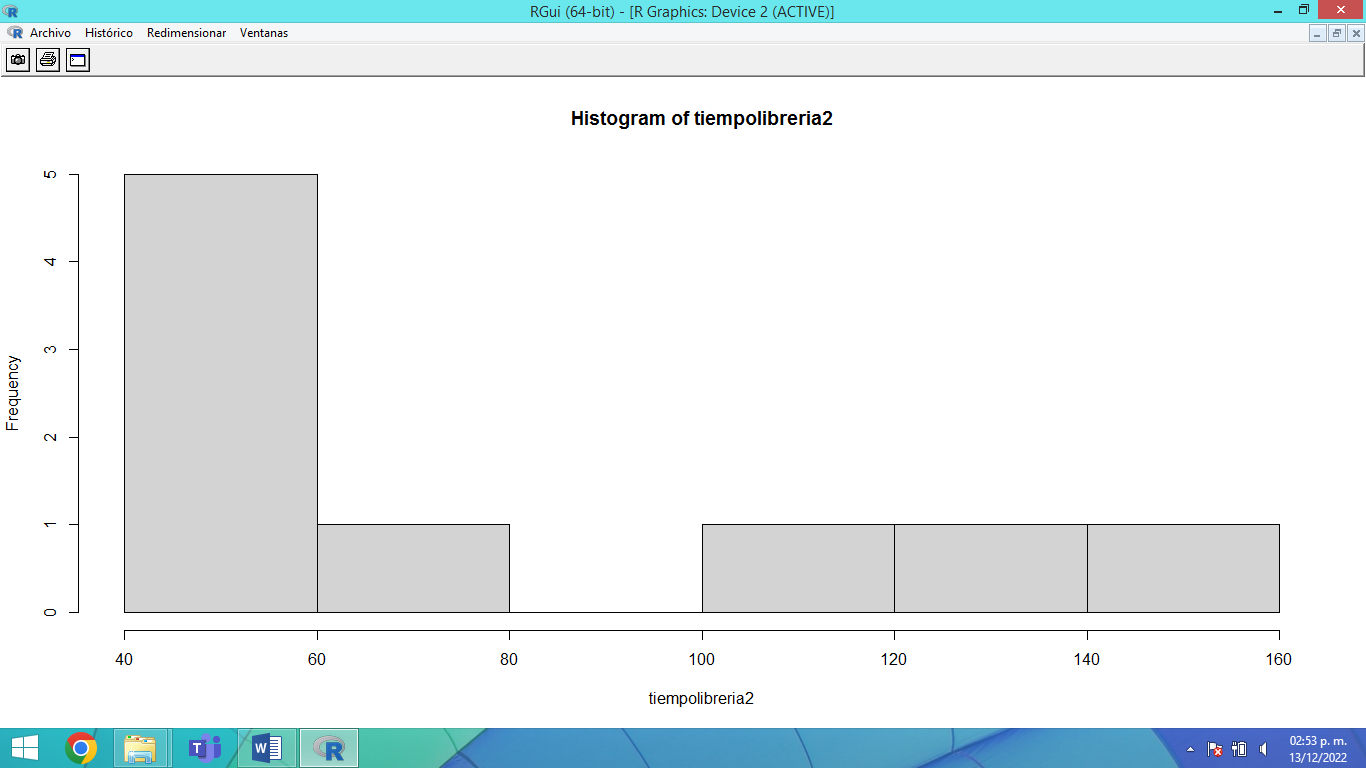 RGui (64-bit) - [R Graphics: Device 2 (ACTIVE)]
Archivo Histórico Redimensionar Ventanas
Histogram of tiempolibreria2
5
4
3
2
1
0
Frequency
40 60 80 100 120 140 160
tiempolibreria2
02:53 p. m.
13/12/2022